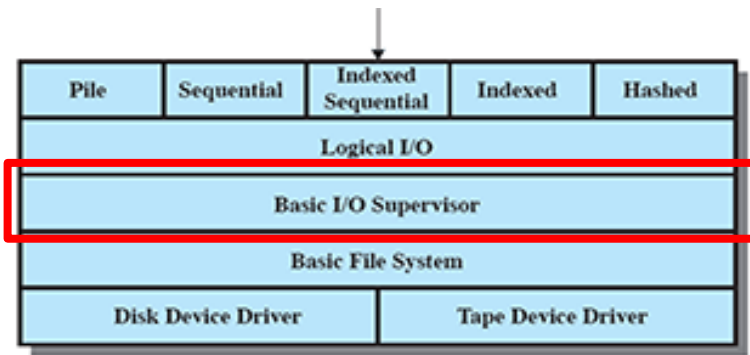 Pile Sequential Indexed Sequential Indexed Hashed
Logical I/O
Basic I/O Supervisor
Basic File System
Disk Device Driver Tape Device Driver